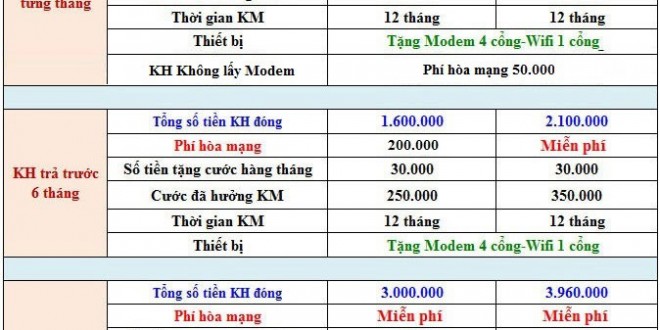 từng tháng
Thời gian KM 12 tháng 12 tháng
Thiết bị Tặng Modem 4 cổng-Wifi 1 cổng
KH Không lấy Modem Phí hòa mạng 50.000
Tổng số tiền KH đóng 1.600.000 2.100.000
Phí hòa mạng 200.000 Miễn phí
KH trả trước
6 tháng
Số tiền tặng cước hàng tháng 30.000 30.000
Cước đã hưởng KM 250.000 350.000
Thời gian KM 12 tháng 12 tháng
Thiết bị Tặng Modem 4 cổng-Wifi 1 cổng
Tổng số tiền KH đóng 3.000.000 3.960.000
Phí hòa mạng Miễn phí Miễn phí